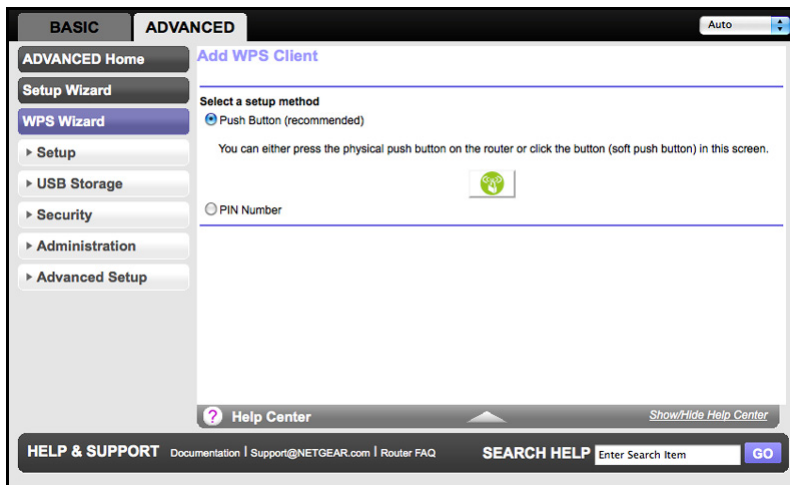 BASIC
ADVANCED
Auto
ADVANCED Home
Setup Wizard
WPS Wizard
Setup
USB Storage
Security
Administration
Advanced Setup
Add WPS Client
Select a setup method
Push Button (recommended)
You can either press the physical push button on the router or click the button (soft push button) in this screen.
PIN Number
? Help Center
Show/Hide Help Center
HELP & SUPPORT Documentation | Support@NETGEAR.com | Router FAQ
SEARCH HELP Enter Search Item GO